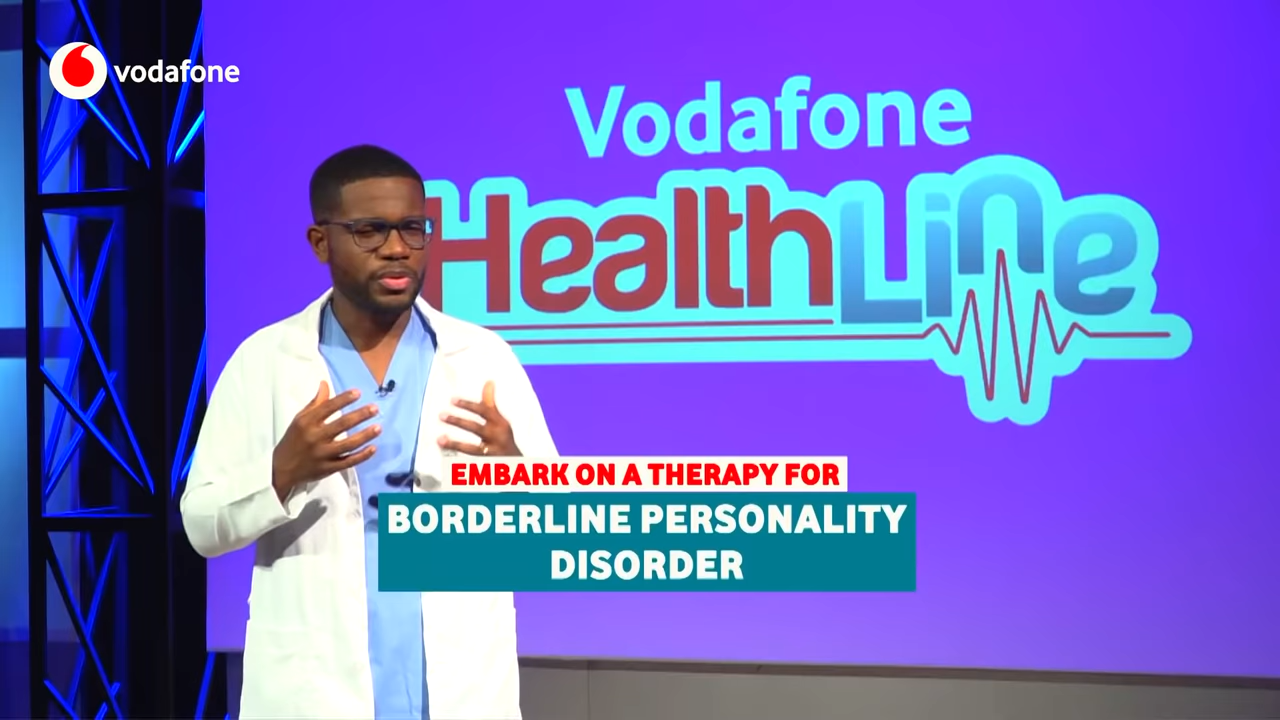 vodafone
Vodafone
HealthLine
EMBARK ON A THERAPY FOR
BORDERLINE PERSONALITY
DISORDER